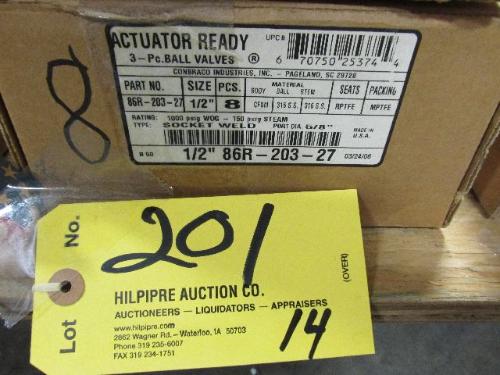 ACTUATOR READY
3-Pc.BALL VALVES ®
UPC#
6 70750 25374 4
CONBRACO INDUSTRIES, INC. - PAGELAND, SC 29728
PART NO. SIZE PCS. MATERIAL SEATS PACKING
BODY BALL STEM
86R-203-27 1/2" 8 CF8M 316 S.S. 316 S.S. RPTFE MPTFE
RATING: 1000 psig WOG - 150 psig STEAM
TYPE: SOCKET WELD PORT DIA. 5/8"
MADE IN U.S.A.
B 60 1/2" 86R-203-27 03/24/06
8
Lot No. 201
(OVER)
HILPIPRE AUCTION CO.
AUCTIONEERS — LIQUIDATORS — APPRAISERS
www.hilpipre.com
2862 Wagner Rd. – Waterloo, IA 50703
Phone 319 235-6007
FAX 319 234-1751
14